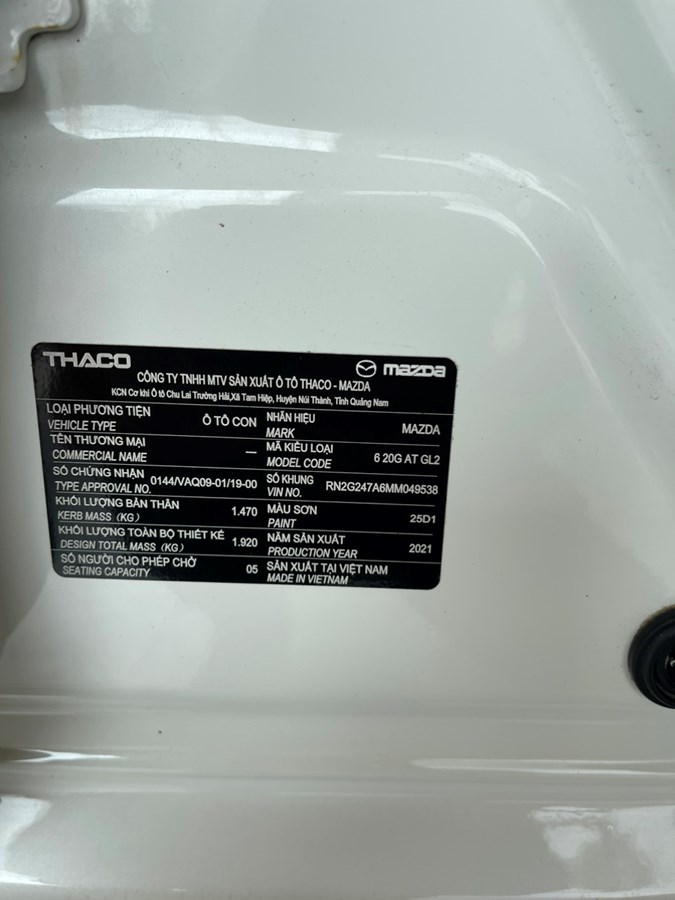 THACO
mazda
CÔNG TY TNHH MTV SẢN XUẤT Ô TÔ THACO - MAZDA
KCN Cơ khí Ô tô Chu Lai Trường Hải,Xã Tam Hiệp, Huyện Núi Thành, Tỉnh Quảng Nam
LOẠI PHƯƠNG TIỆN
VEHICLE TYPE
Ô TÔ CON
NHÃN HIỆU
MARK
MAZDA
TÊN THƯƠNG MẠI
COMMERCIAL NAME
—
MÃ KIỂU LOẠI
MODEL CODE
6 20G AT GL2
SỐ CHỨNG NHẬN
TYPE APPROVAL NO.
0144/VAQ09-01/19-00
SỐ KHUNG
VIN NO.
RN2G247A6MM049538
KHỐI LƯỢNG BẢN THÂN
KERB MASS (KG)
1.470
MÀU SƠN
PAINT
25D1
KHỐI LƯỢNG TOÀN BỘ THIẾT KẾ
DESIGN TOTAL MASS (KG)
1.920
NĂM SẢN XUẤT
PRODUCTION YEAR
2021
SỐ NGƯỜI CHO PHÉP CHỞ
SEATING CAPACITY
05
SẢN XUẤT TẠI VIỆT NAM
MADE IN VIETNAM